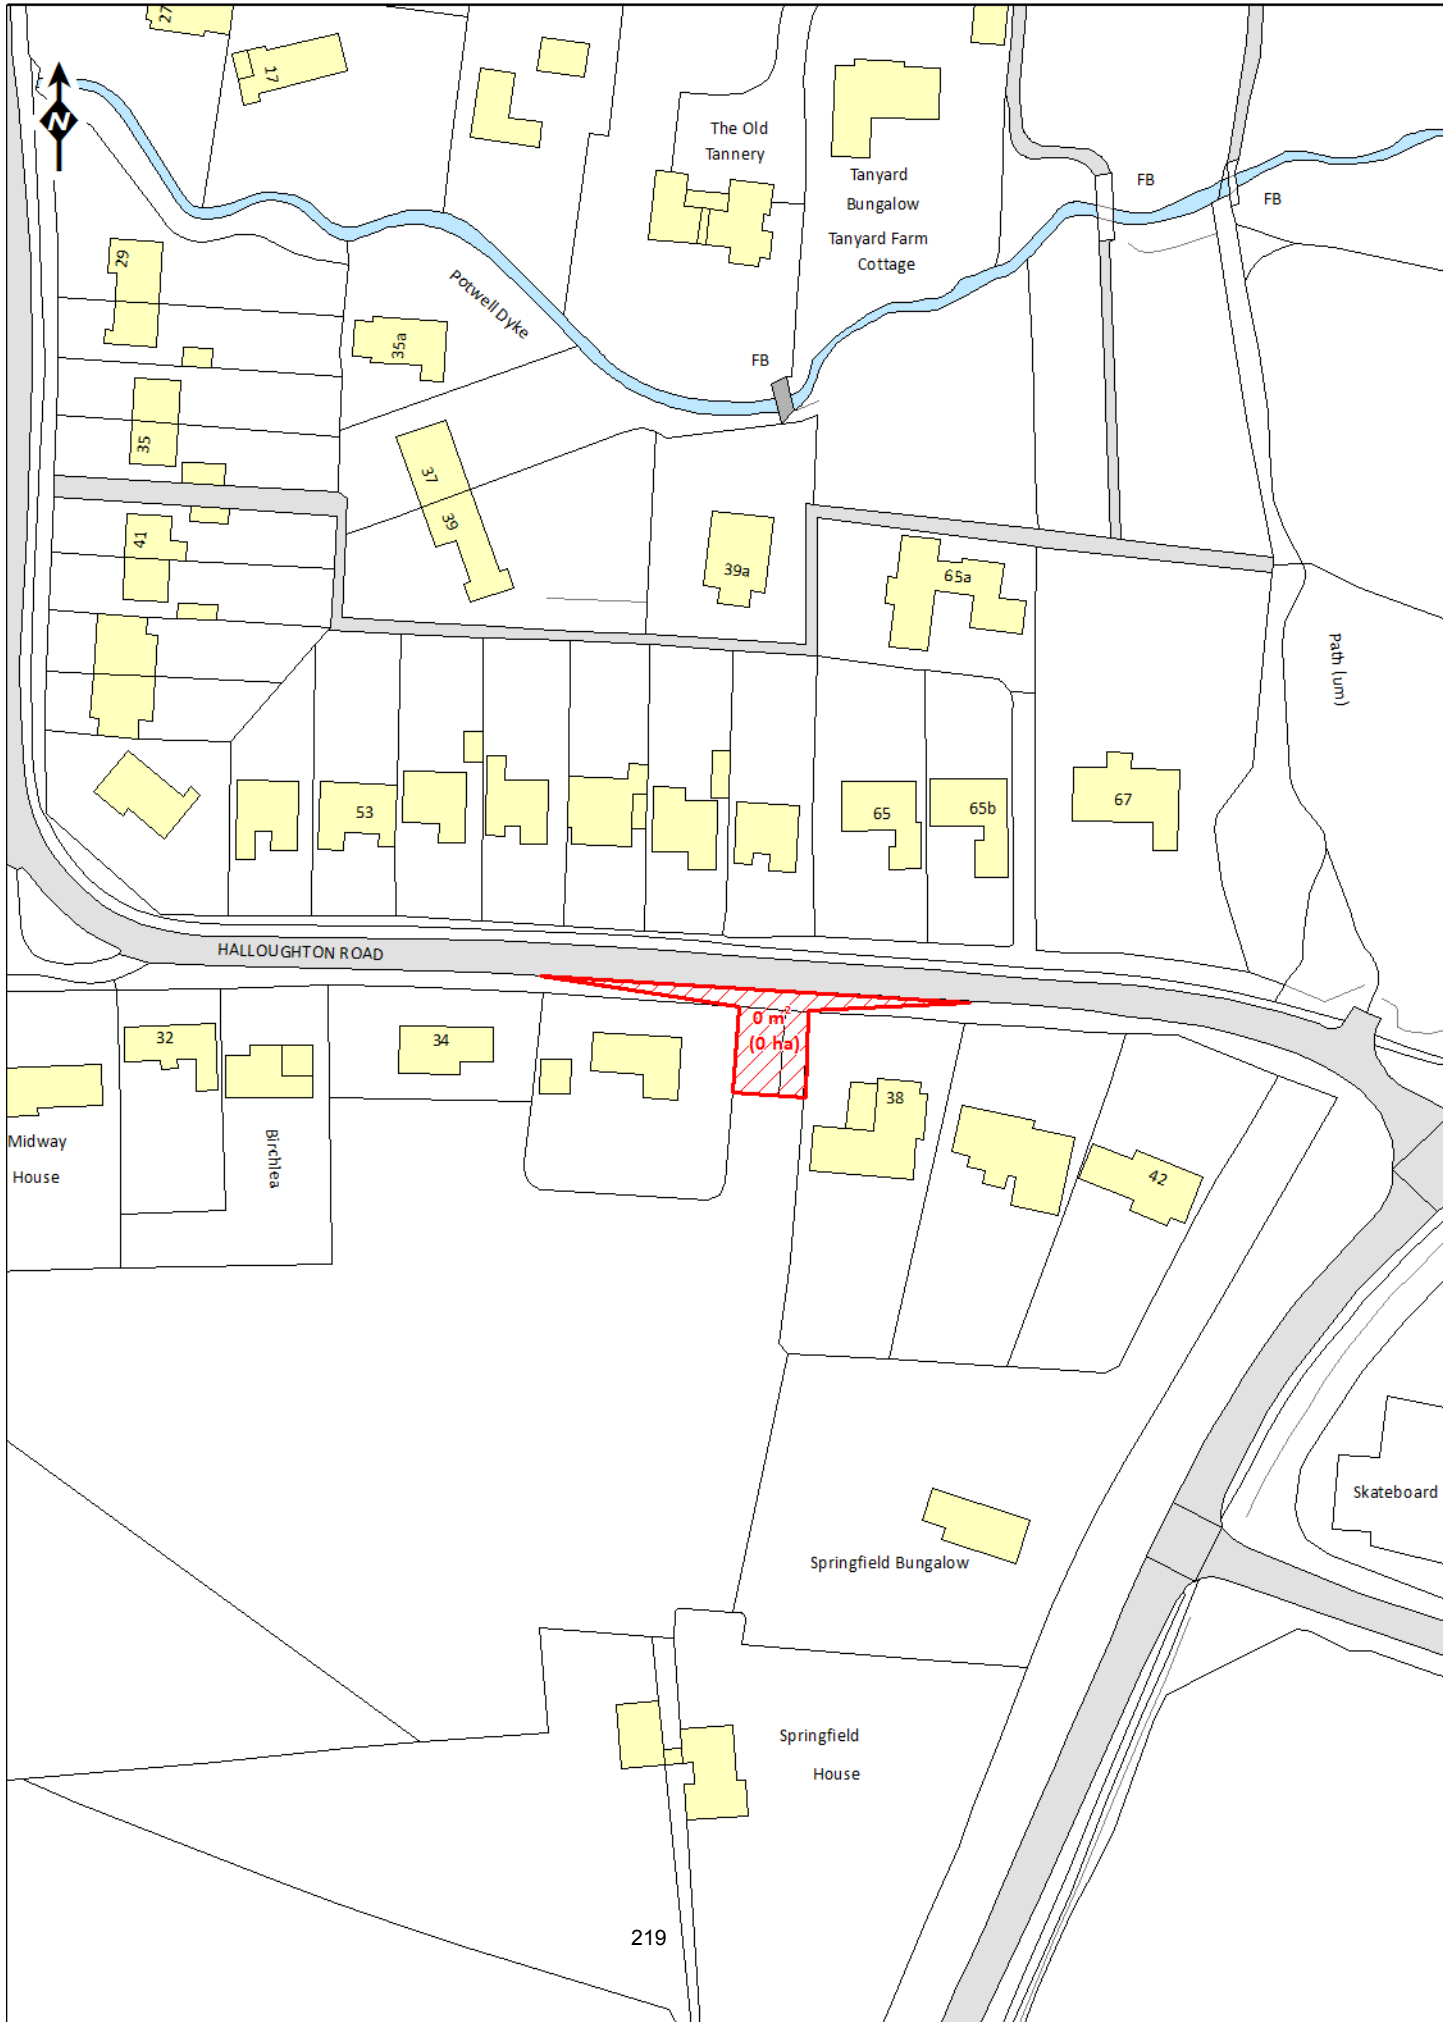 27
17
N
The Old
Tannery
Tanyard
Bungalow
Tanyard Farm
Cottage
FB
FB
29
Potwell Dyke
35a
FB
35
37
39
41
39a
65a
Path (um)
53
65
65b
67
HALLOUGHTON ROAD
0 m²
(0 ha)
32
34
38
42
Midway
House
Birchlea
Skateboard
Springfield Bungalow
Springfield
House
219